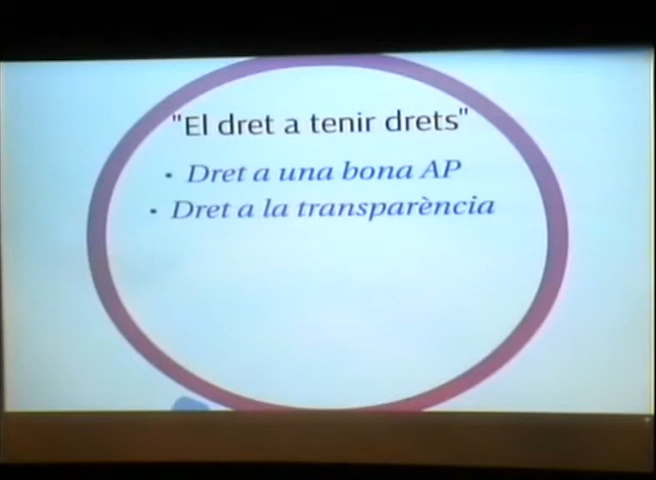 "El dret a tenir drets"
• Dret a una bona AP
• Dret a la transparència